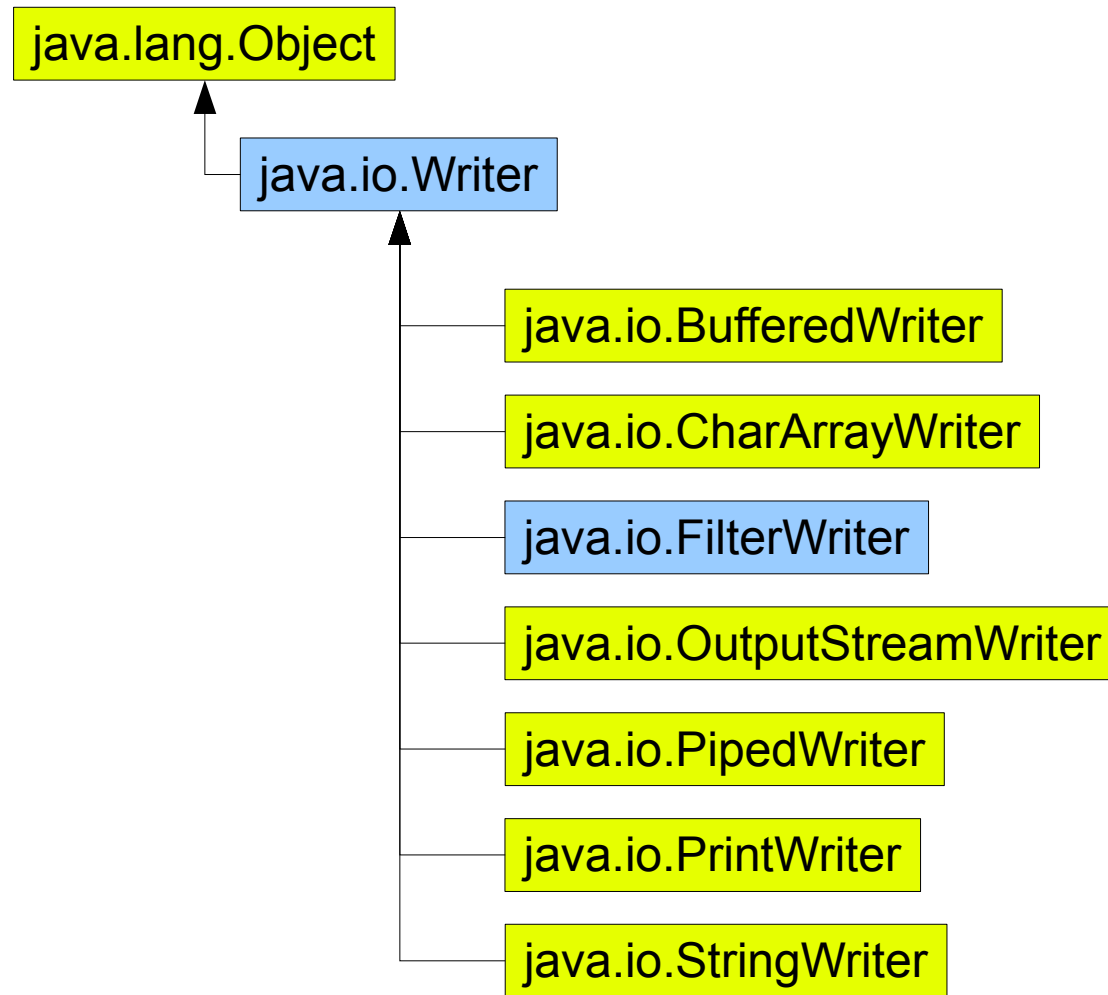 java.lang.Object
java.io.Writer
java.io.BufferedWriter
java.io.CharArrayWriter
java.io.FilterWriter
java.io.OutputStreamWriter
java.io.PipedWriter
java.io.PrintWriter
java.io.StringWriter